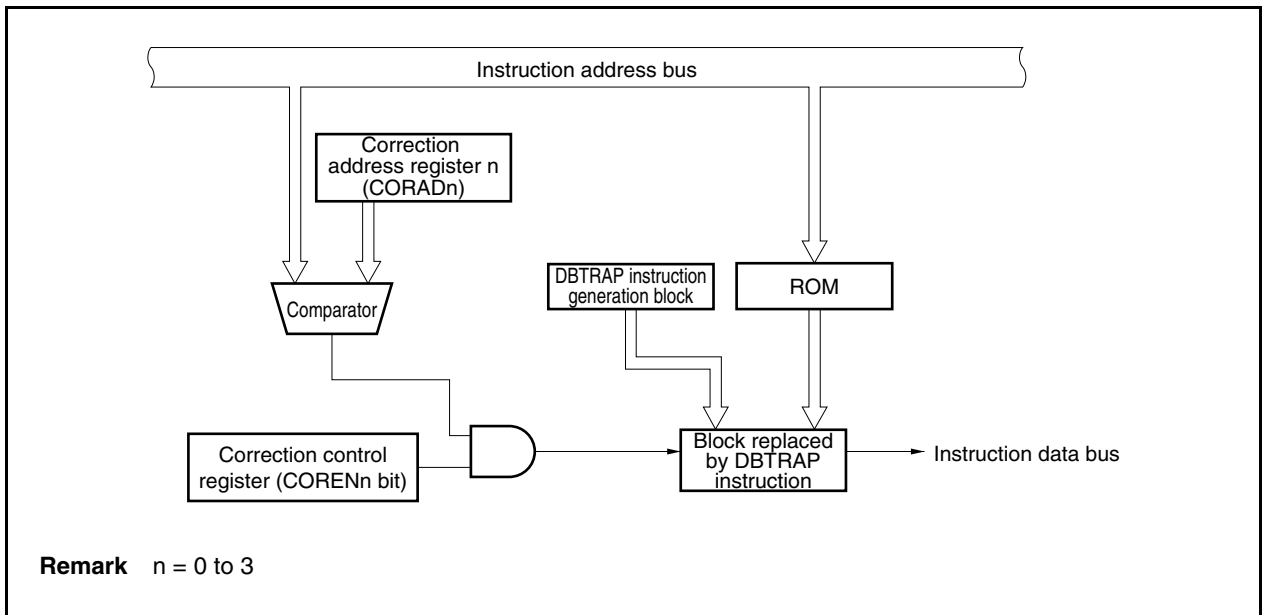 Instruction address bus
Correction
address register n
(CORADn)
DBTRAP instruction
generation block
ROM
Comparator
Correction control
register (CORENn bit)
Block replaced
by DBTRAP
instruction
Instruction data bus
Remark n = 0 to 3